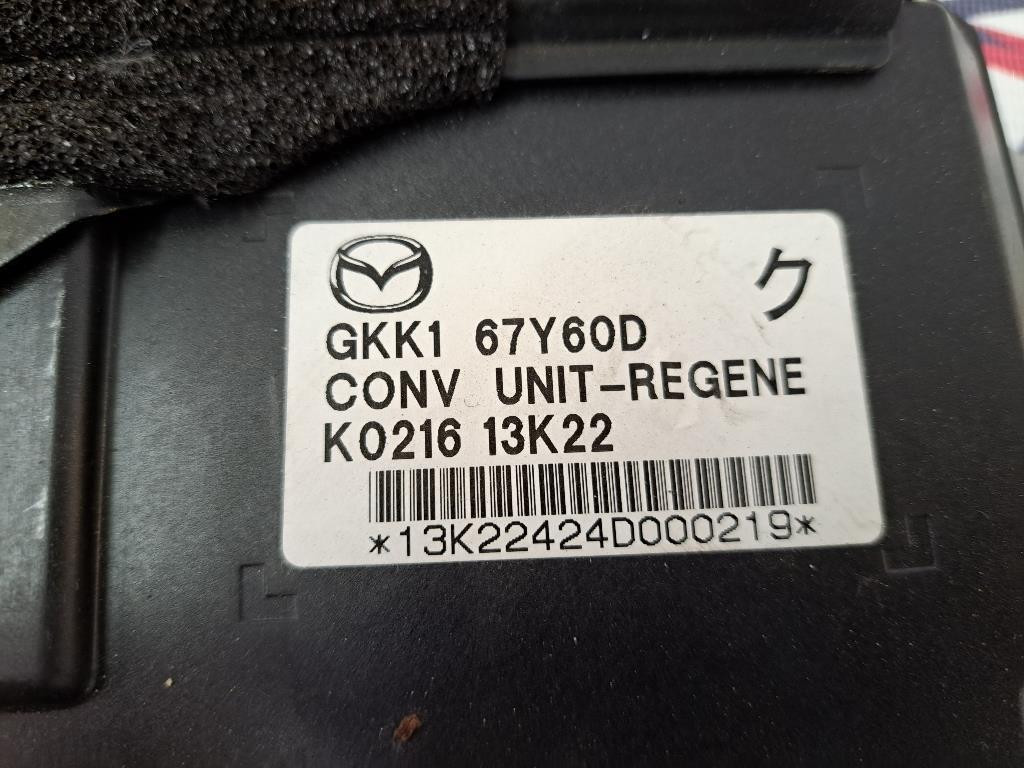 ク
GKK1 67Y60D
CONV UNIT-REGENE
K0216 13K22
*13K22424D000219*